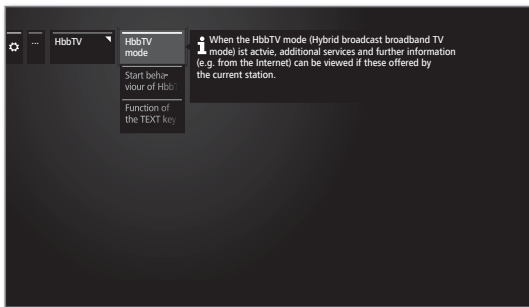 ...
HbbTV
HbbTV
mode
Start beha-
viour of HbbT
Function of
the TEXT key
When the HbbTV mode (Hybrid broadcast broadband TV
mode) ist actvie, additional services and further information
(e.g. from the Internet) can be viewed if these offered by
the current station.